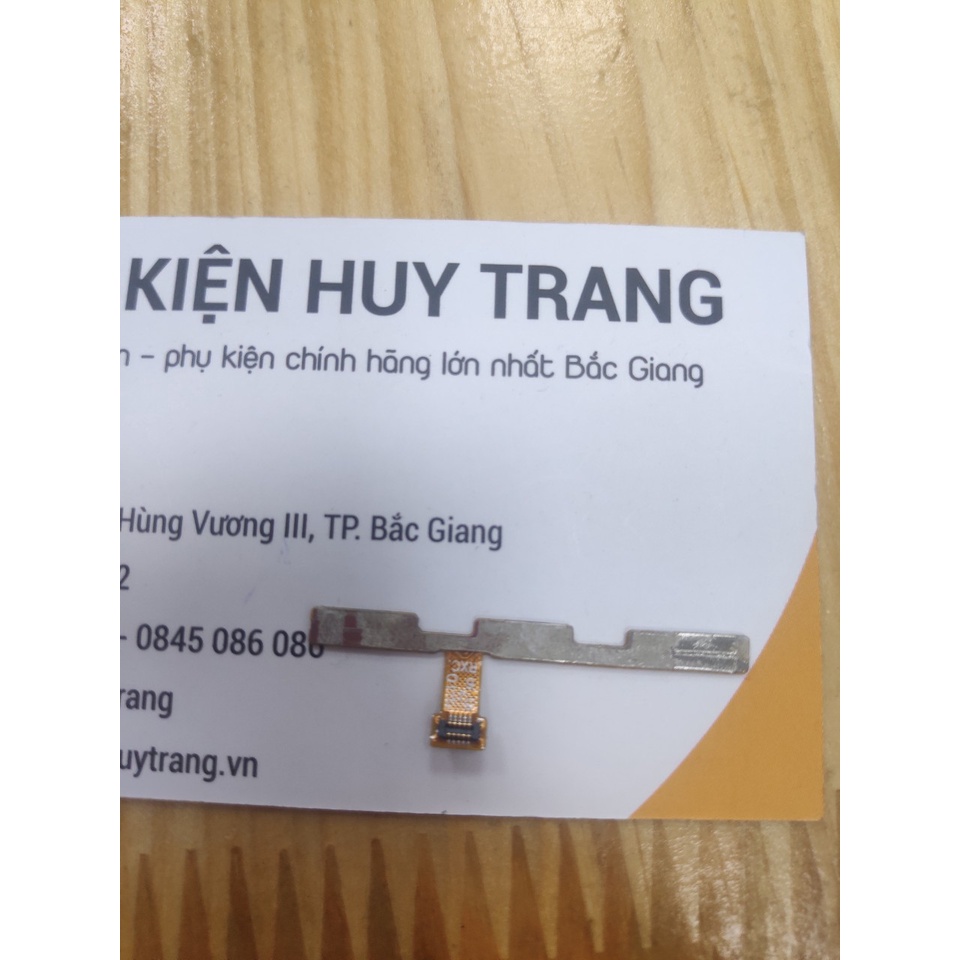 KIỆN HUY TRANG
– phụ kiện chính hãng lớn nhất Bắc Giang
Hùng Vương III, TP. Bắc Giang
2
- 0845 086 086
rang
uytrang.vn
RXC